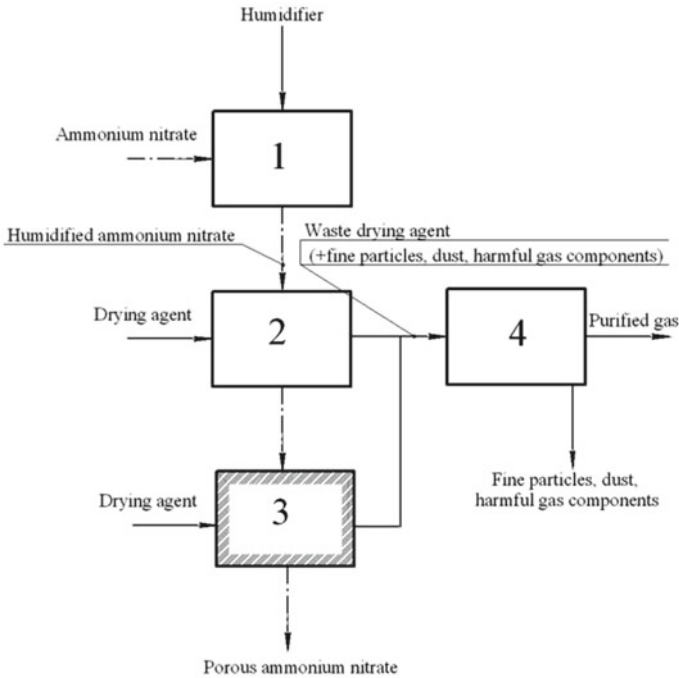 Humidifier
Ammonium nitrate
1
Humidified ammonium nitrate
Waste drying agent
(+fine particles, dust, harmful gas components)
Drying agent
2
4
Purified gas
Drying agent
3
Fine particles, dust,
harmful gas components
Porous ammonium nitrate